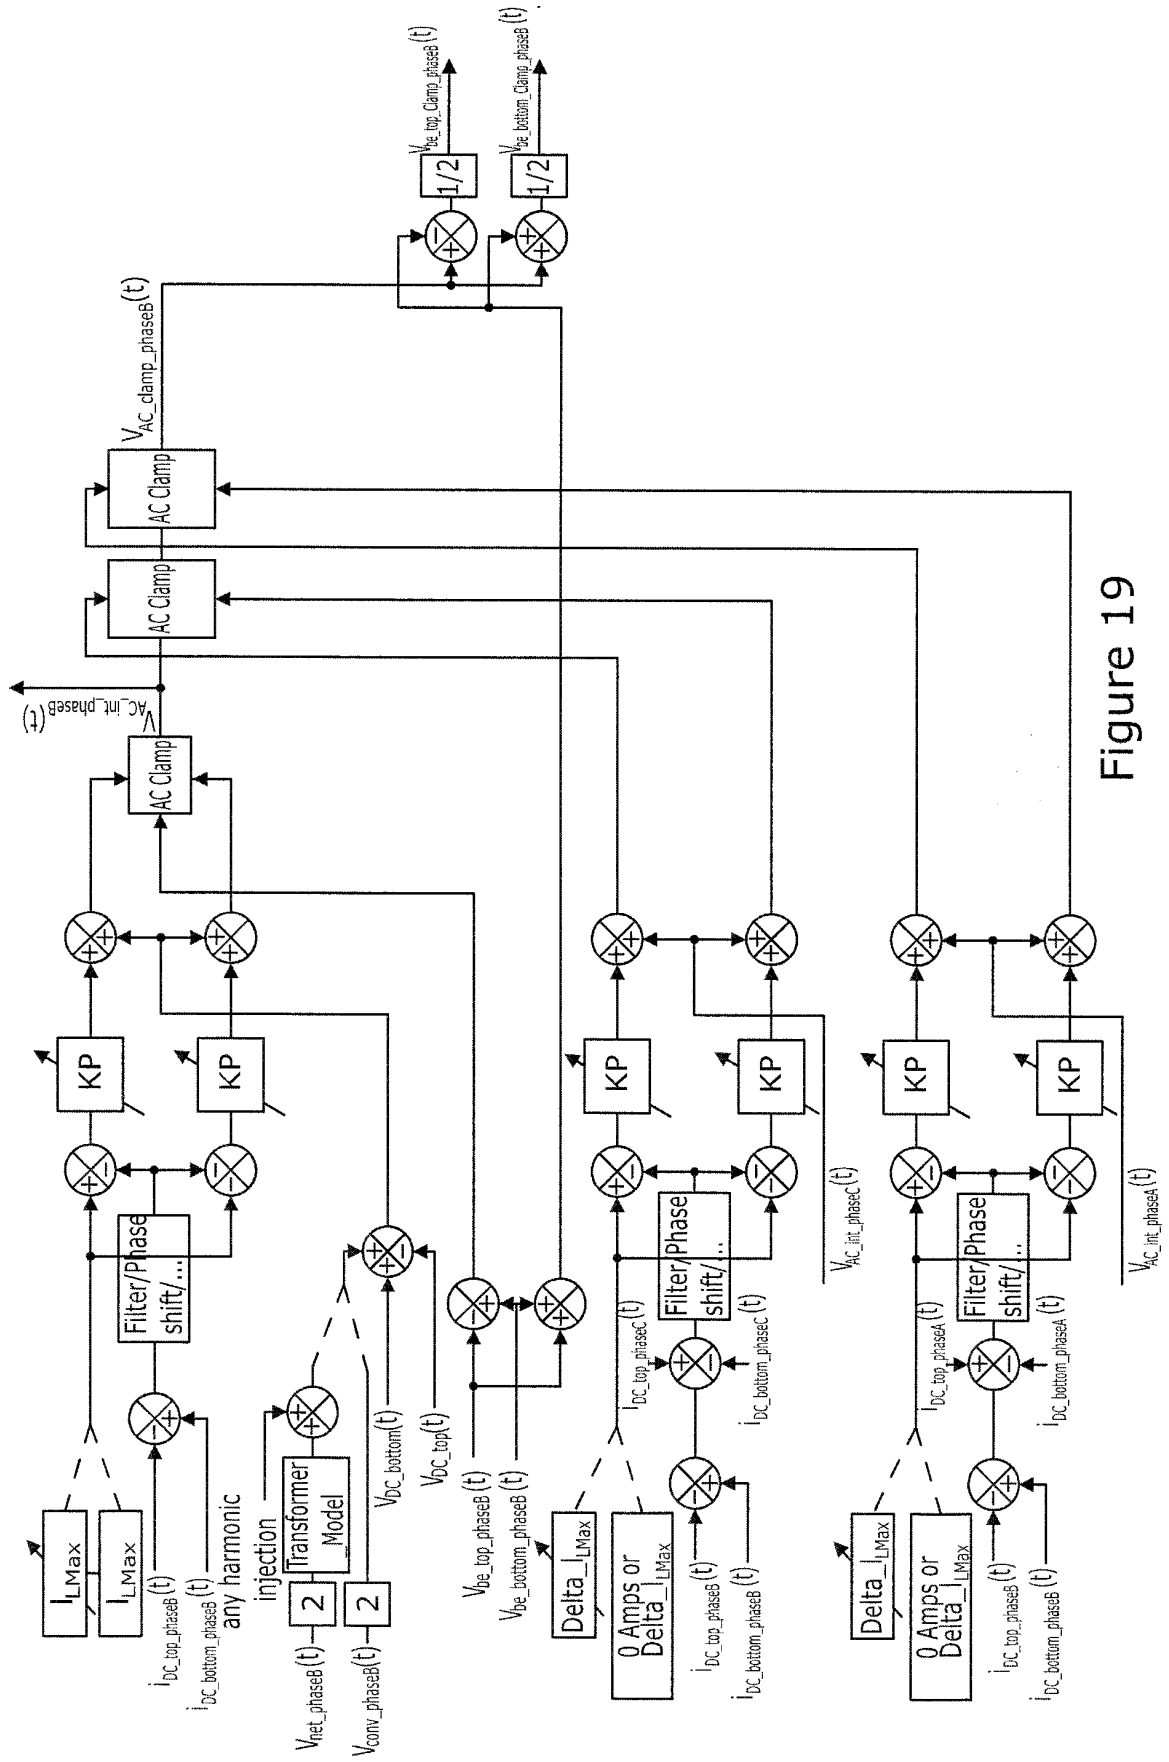 I_LMax
I_LMax
i_DC_top_phaseB(t)
i_DC_bottom_phaseB(t)
- +
Filter/Phase
shift/...
+ -
-
-
KP
KP
+ +
+ +
AC Clamp
V_AC_int_phaseB(t)
AC Clamp
AC Clamp
V_AC_clamp_phaseB(t)
any harmonic
injection
V_net_phaseB(t)
2
Transformer
Model
+ +
V_conv_phaseB(t)
2
V_DC_bottom(t)
V_DC_top(t)
+ + -
V_be_top_phaseB(t)
V_be_bottom_phaseB(t)
- +
+ +
- +
1/2
V_be_top_Clamp_phaseB(t)
+ +
1/2
V_be_bottom_Clamp_phaseB(t)
Delta_I_LMax
0 Amps or
Delta_I_LMax
i_DC_top_phaseB(t)
i_DC_bottom_phaseB(t)
- +
i_DC_top_phaseC(t)
i_DC_bottom_phaseC(t)
+ -
Filter/Phase
shift/...
+ -
-
-
KP
KP
+ +
+ +
V_AC_int_phaseC(t)
Delta_I_LMax
0 Amps or
Delta_I_LMax
i_DC_top_phaseB(t)
i_DC_bottom_phaseB(t)
- +
i_DC_top_phaseA(t)
i_DC_bottom_phaseA(t)
+ -
Filter/Phase
shift/...
+ -
-
-
KP
KP
+ +
+ +
V_AC_int_phaseA(t)
Figure 19